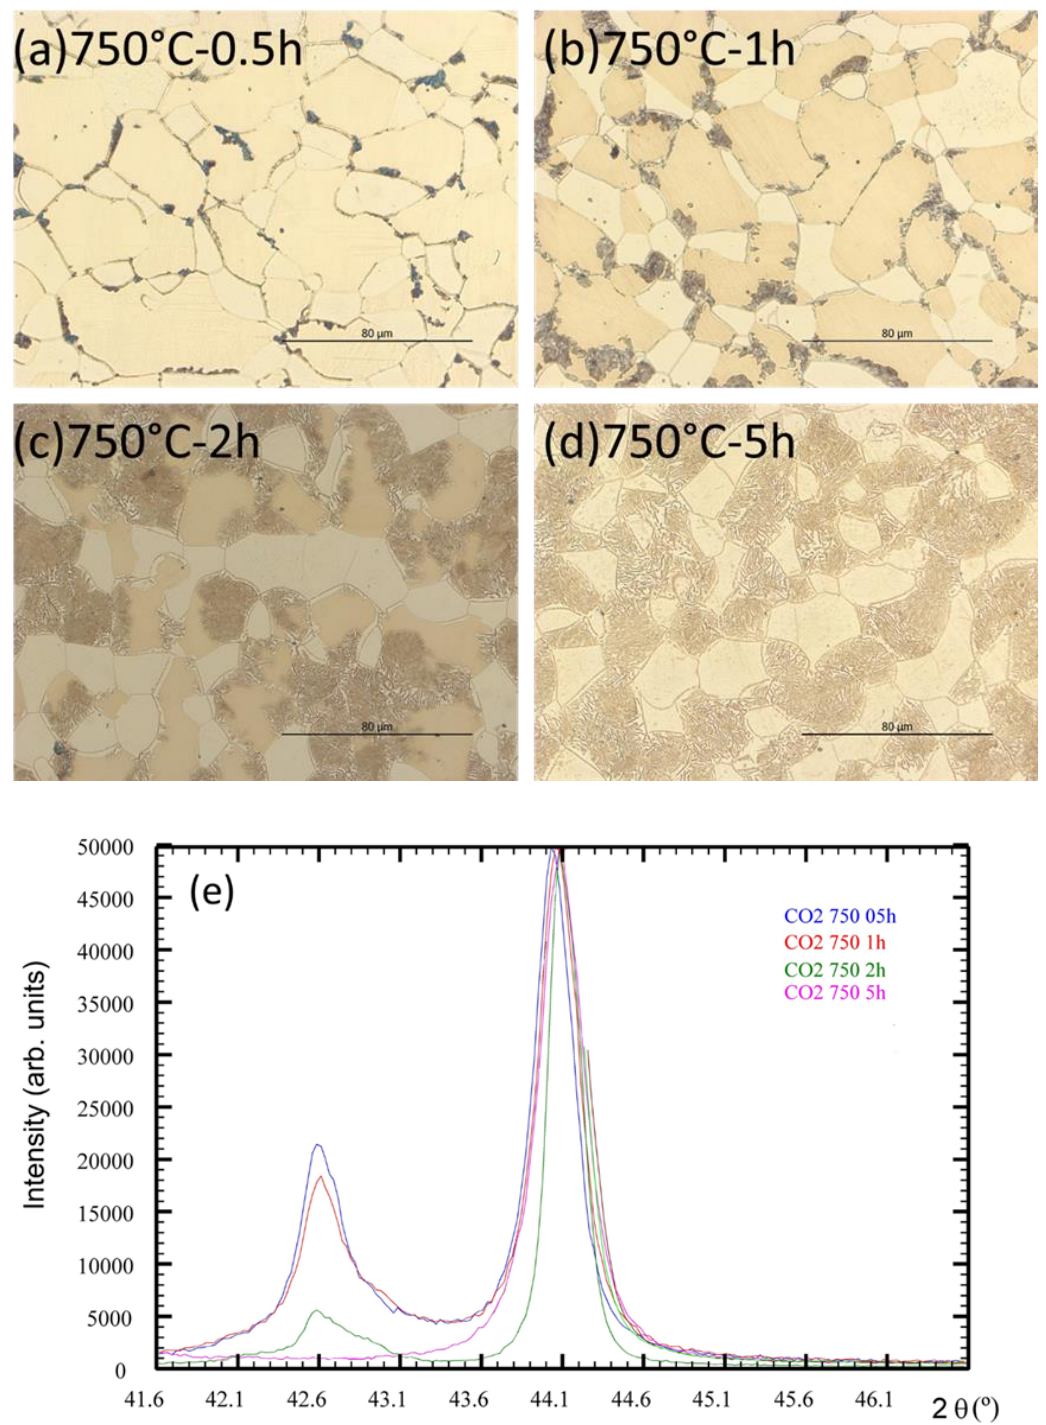 (a)750°C-0.5h
(b)750°C-1h
80 µm
80 µm
(c)750°C-2h
(d)750°C-5h
80 µm
80 µm
50000
(e)
45000
CO2 750 05h
CO2 750 1h
40000
CO2 750 2h
CO2 750 5h
35000
30000
25000
20000
15000
10000
5000
0
Intensity (arb. units)
41.6 42.1 42.6 43.1 43.6 44.1 44.6 45.1 45.6 46.1
2 θ (º)